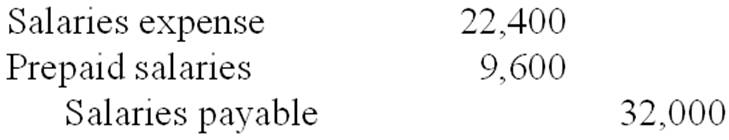 Salaries expense 22,400
Prepaid salaries 9,600
Salaries payable 32,000